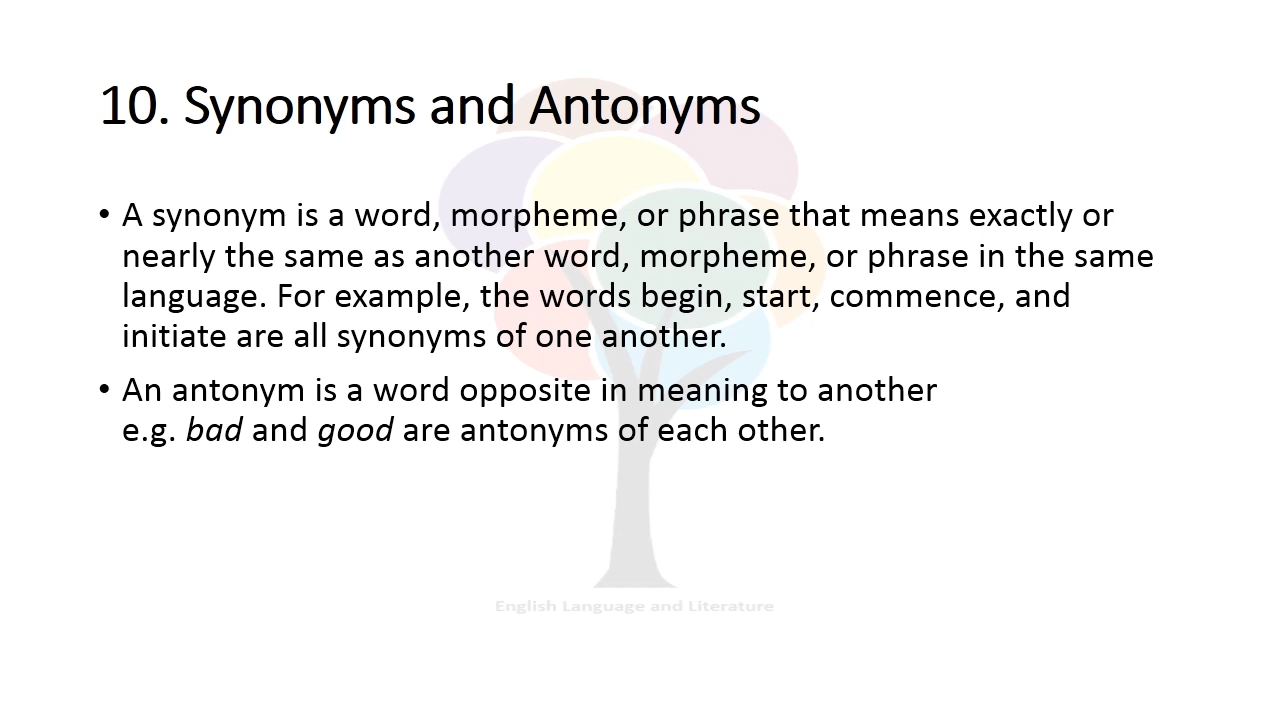 10. Synonyms and Antonyms
• A synonym is a word, morpheme, or phrase that means exactly or
nearly the same as another word, morpheme, or phrase in the same
language. For example, the words begin, start, commence, and
initiate are all synonyms of one another.
• An antonym is a word opposite in meaning to another
e.g. bad and good are antonyms of each other.
English Language and Literature